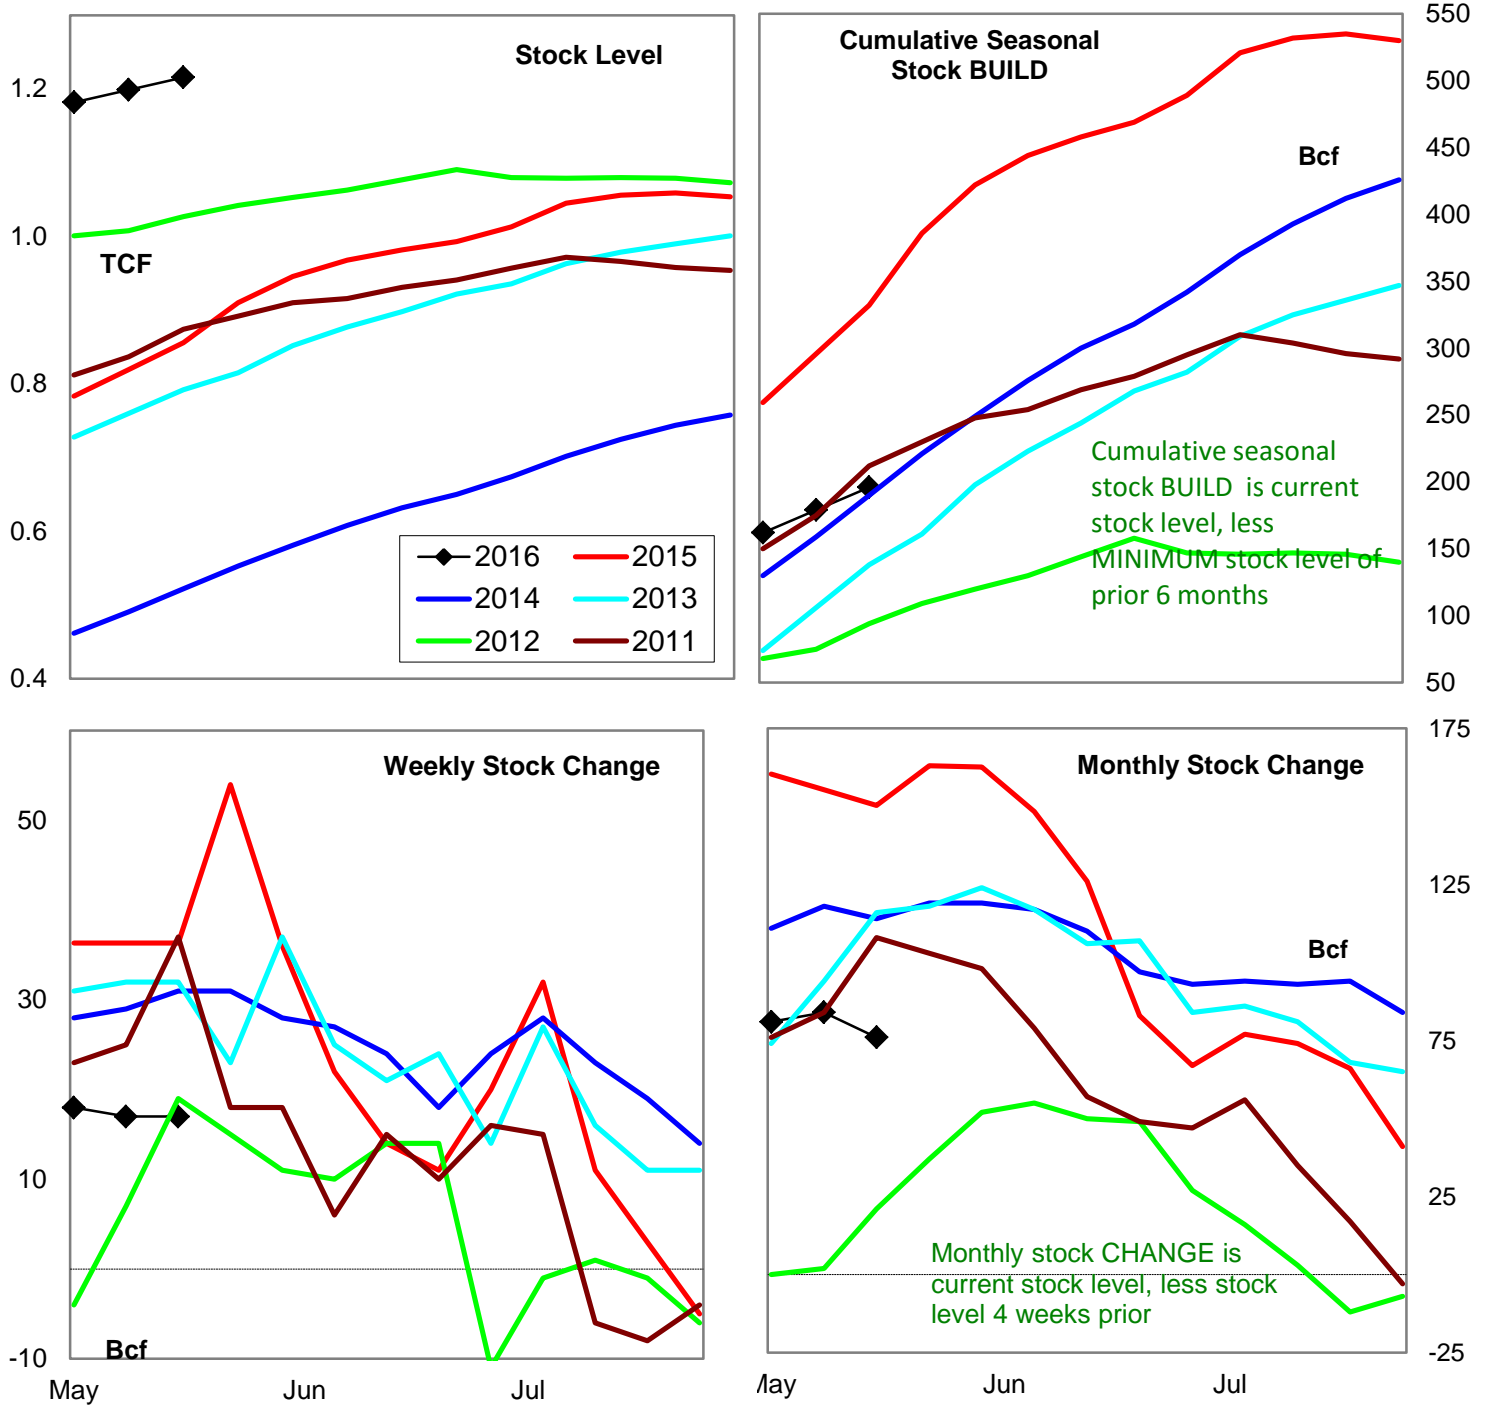 Stock Level
1.2
1.0
TCF
0.8
0.6
0.4
2016
2015
2014
2013
2012
2011
Cumulative Seasonal
Stock BUILD
550
500
450
Bcf
400
350
300
250
200
150
100
50
Cumulative seasonal
stock BUILD is current
stock level, less
MINIMUM stock level of
prior 6 months
Weekly Stock Change
50
30
10
-10
Bcf
May
Jun
Jul
Monthly Stock Change
175
125
Bcf
75
25
-25
Monthly stock CHANGE is
current stock level, less stock
level 4 weeks prior
May
Jun
Jul